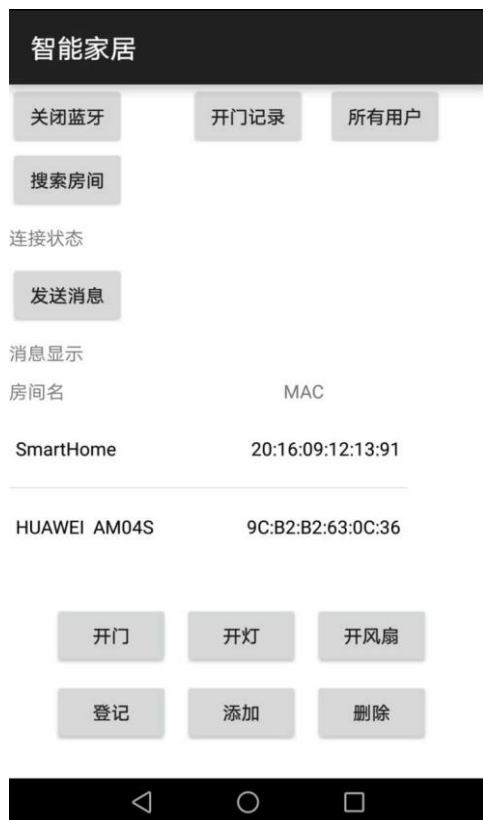 智能家居
关闭蓝牙 开门记录 所有用户
搜索房间
连接状态
发送消息
消息显示
房间名 MAC
SmartHome 20:16:09:12:13:91
HUAWEI AM04S 9C:B2:B2:63:0C:36
开门 开灯 开风扇
登记 添加 删除